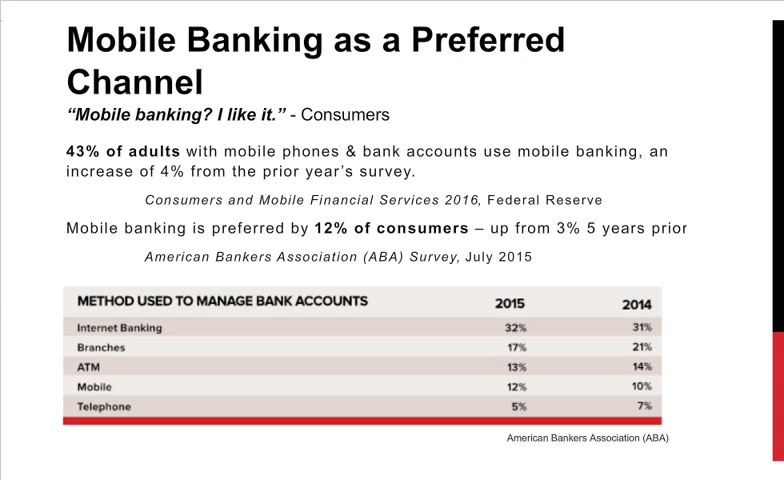 Mobile Banking as a Preferred
Channel
“Mobile banking? I like it.” - Consumers
43% of adults with mobile phones & bank accounts use mobile banking, an
increase of 4% from the prior year’s survey.
Consumers and Mobile Financial Services 2016, Federal Reserve
Mobile banking is preferred by 12% of consumers – up from 3% 5 years prior
American Bankers Association (ABA) Survey, July 2015
METHOD USED TO MANAGE BANK ACCOUNTS 2015 2014
Internet Banking 32% 31%
Branches 17% 21%
ATM 13% 14%
Mobile 12% 10%
Telephone 5% 7%
American Bankers Association (ABA)